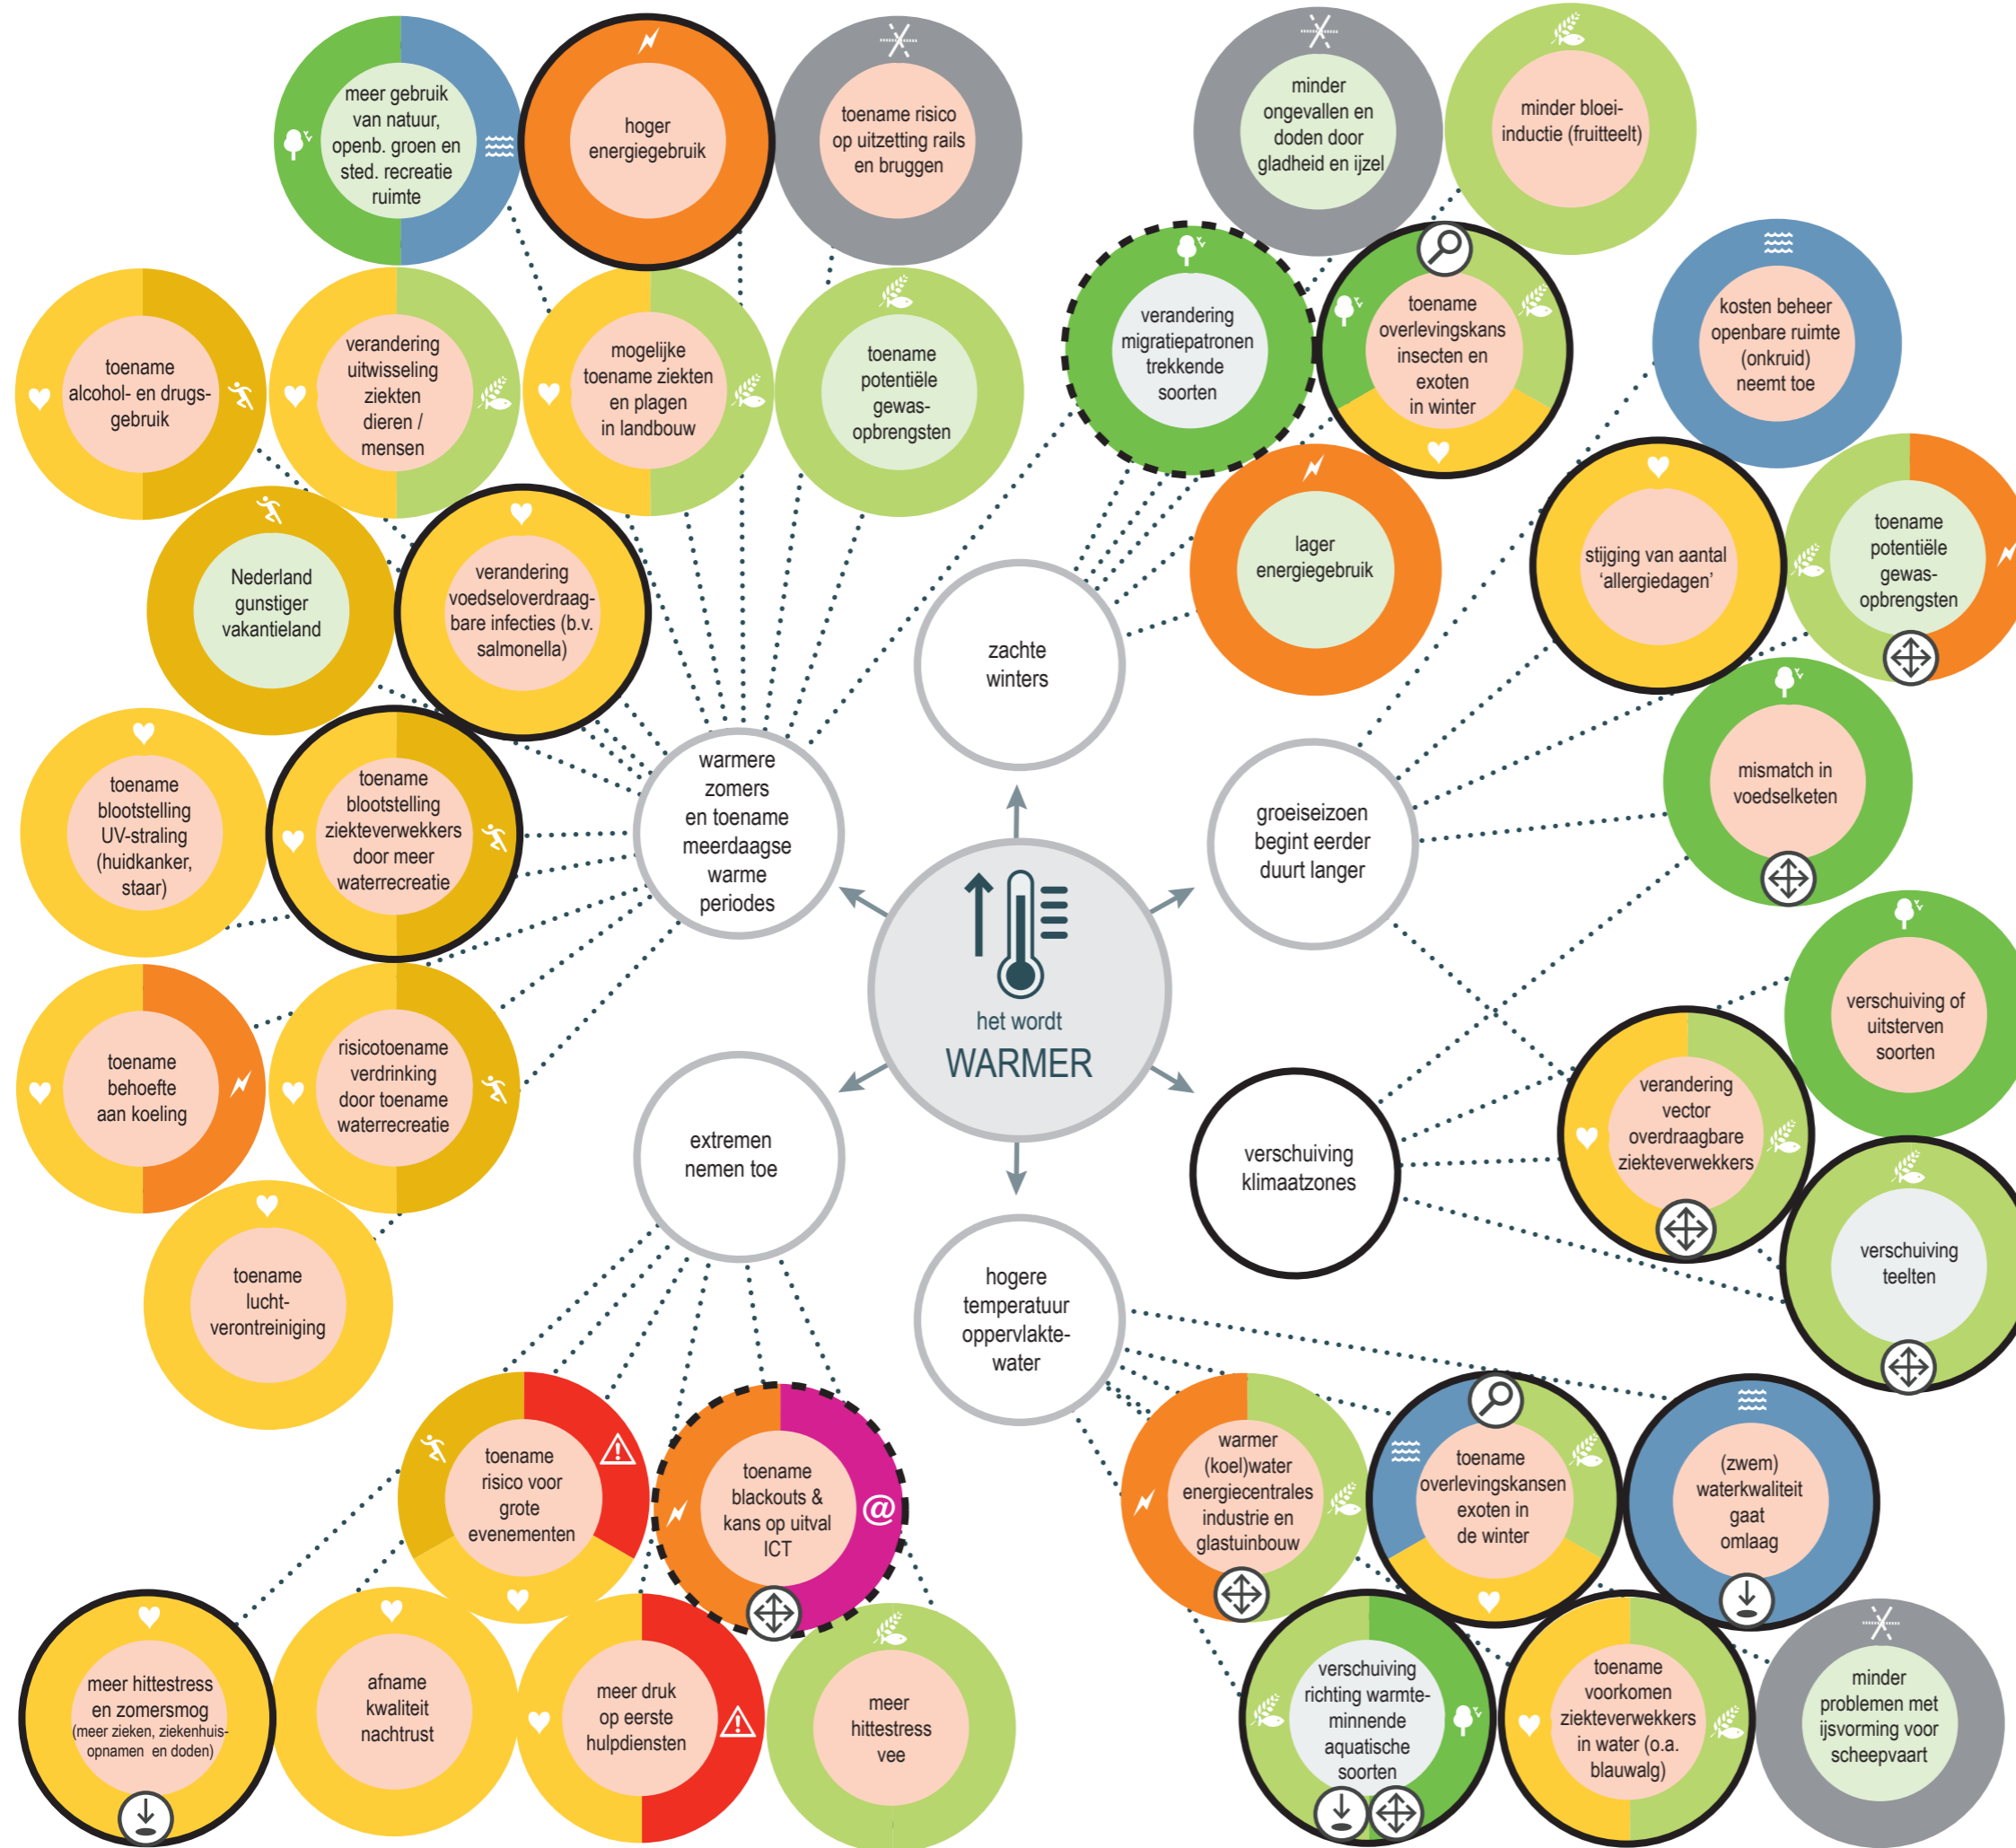 meer gebruik
van natuur,
openb. groen en
sted. recreatie
ruimte
hoger
energiegebruik
toename risico
op uitzetting rails
en bruggen
minder
ongevallen en
doden door
gladheid en ijzel
minder bloei-
inductie (fruitteelt)
toename
alcohol- en drugs-
gebruik
verandering
uitwisseling
ziekten
dieren /
mensen
mogelijke
toename ziekten
en plagen
in landbouw
toename
potentiële
gewas-
opbrengsten
verandering
migratiepatronen
trekkende
soorten
toename
overlevingskans
insecten en
exoten
in winter
kosten beheer
openbare ruimte
(onkruid)
neemt toe
Nederland
gunstiger
vakantieland
verandering
voedseloverdraag-
bare infecties (b.v.
salmonella)
lager
energiegebruik
stijging van aantal
‘allergiedagen’
toename
potentiële
gewas-
opbrengsten
zachte
winters
toename
blootstelling
UV-straling
(huidkanker,
staar)
toename
blootstelling
ziekteverwekkers
door meer
waterrecreatie
warmere
zomers
en toename
meerdaagse
warme
periodes
groeiseizoen
begint eerder
duurt langer
mismatch in
voedselketen
het wordt
WARMER
toename
behoefte
aan koeling
risicotoename
verdrinking
door toename
waterrecreatie
verschuiving of
uitsterven
soorten
extremen
nemen toe
verschuiving
klimaatzones
verandering
vector
overdraagbare
ziekteverwekkers
toename
lucht-
verontreiniging
hogere
temperatuur
oppervlakte-
water
verschuiving
teelten
toename
risico voor
grote
evenementen
toename
blackouts &
kans op uitval
ICT
@
warmer
(koel)water
energiecentrales
industrie en
glastuinbouw
toename
overlevingskansen
exoten in
de winter
(zwem)
waterkwaliteit
gaat
omlaag
meer hittestress
en zomersmog
(meer zieken, ziekenhuis-
opnamen en doden)
afname
kwaliteit
nachtrust
meer druk
op eerste
hulpdiensten
meer
hittestress
vee
verschuiving
richting warmte-
minnende
aquatische
soorten
toename
voorkomen
ziekteverwekkers
in water (o.a.
blauwalg)
minder
problemen met
ijsvorming voor
scheepvaart